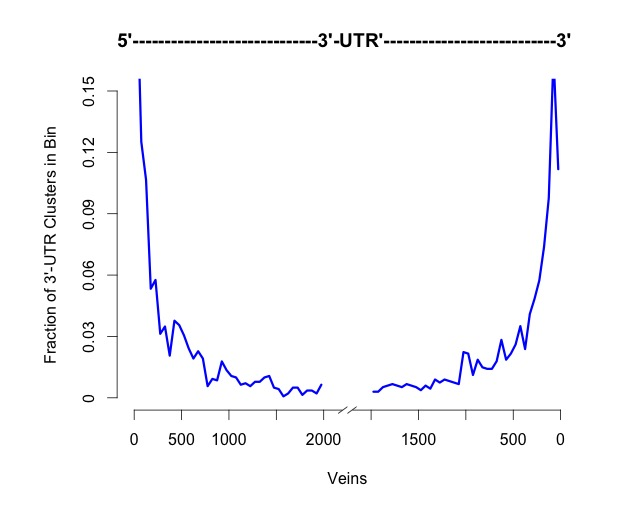 5'-----------------------------3'-UTR'---------------------------3'
Fraction of 3'-UTR Clusters in Bin
0.15
0.12
0.09
0.06
0.03
0
0 500 1000 2000 1500 500 0
Veins